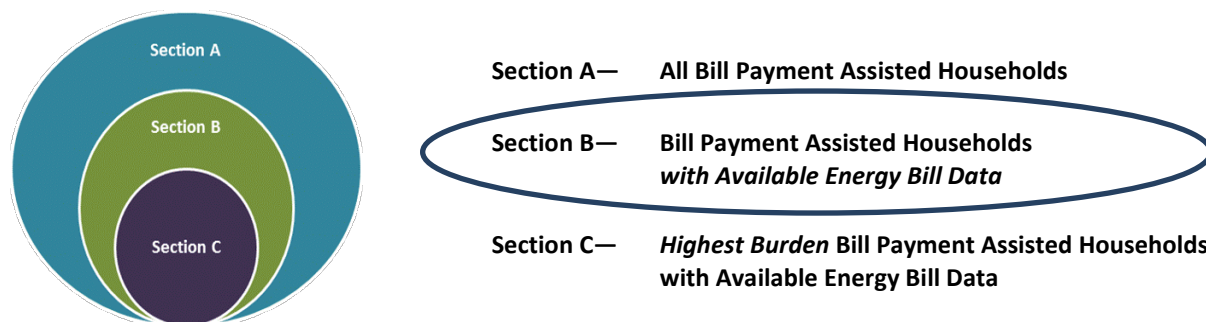 Section A
Section B
Section C
Section A— All Bill Payment Assisted Households
Section B— Bill Payment Assisted Households
with Available Energy Bill Data
Section C— Highest Burden Bill Payment Assisted Households
with Available Energy Bill Data